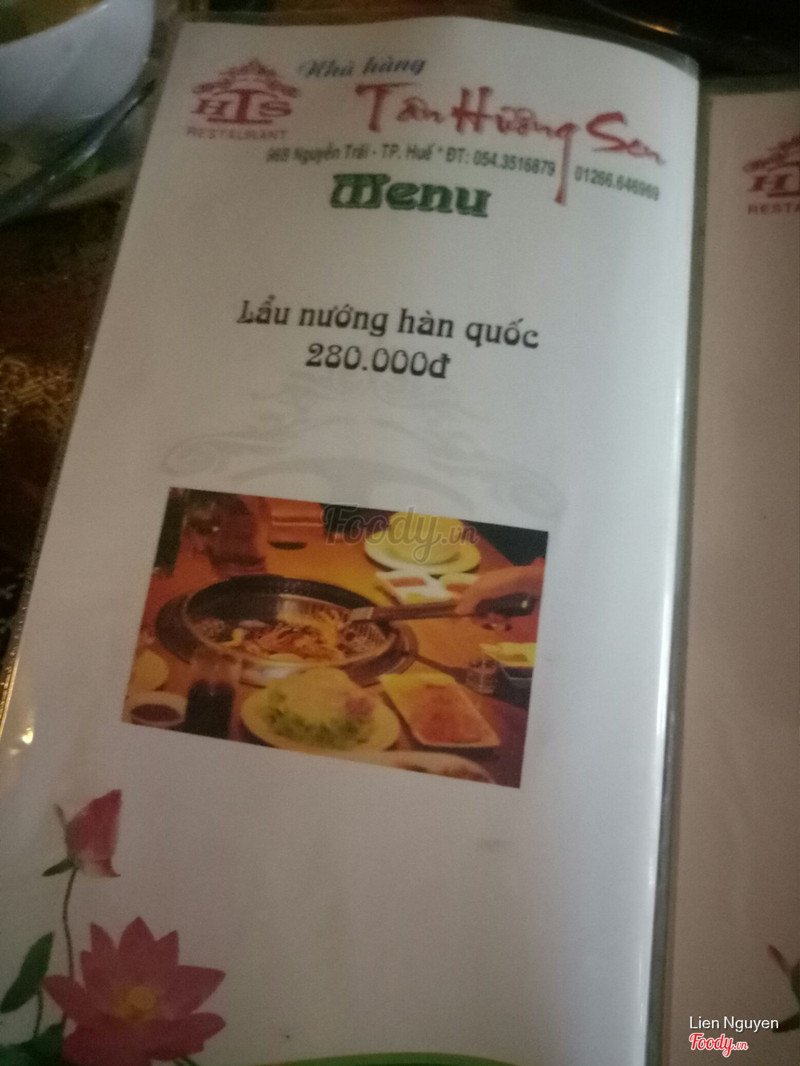 Nhà hàng
HTS
RESTAURANT
Tân Hương Sen
96B Nguyễn Trãi - TP. Huế * ĐT: 054.3516879 01266.646969
Menu
Lẩu nướng hàn quốc
280.000đ
Foody.vn
Lien Nguyen
Foody.vn